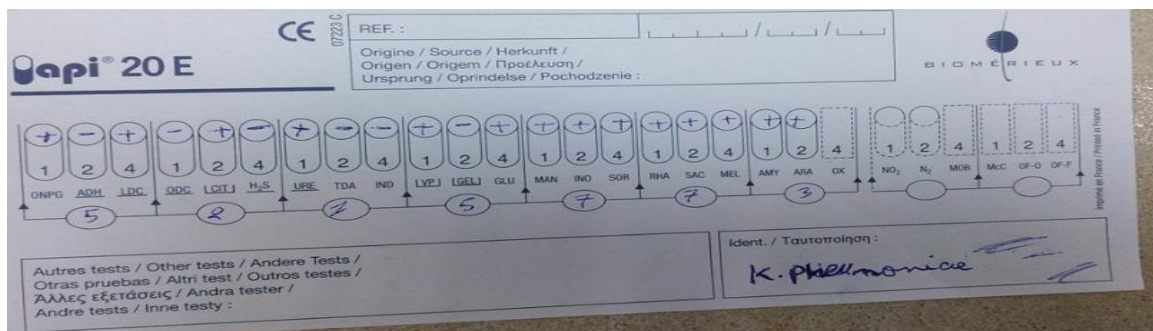 api® 20 E
CE
07223 C
REF. :
Origine / Source / Herkunft /
Origen / Origem / Προέλευση /
Ursprung / Oprindelse / Pochodzenie :
BIOMÉRIEUX
+ - + - + - + - - + - + + + + + + + + +
1 2 4 1 2 4 1 2 4 1 2 4 1 2 4 1 2 4 1 2 4 1 2 4 1 2 4
ONPG ADH LDC ODC |CIT| H₂S URE TDA IND |VP| |GEL| GLU MAN INO SOR RHA SAC MEL AMY ARA OX NO₂ N₂ MOB McC OF-O OF-F
5 2 5 7 7 3
Imprimé en France / Printed in France
Autres tests / Other tests / Andere Tests /
Otras pruebas / Altri test / Outros testes /
Άλλες εξετάσεις / Andra tester /
Andre tests / Inne testy :
Ident. / Ταυτοποίηση :
K. pneumoniae